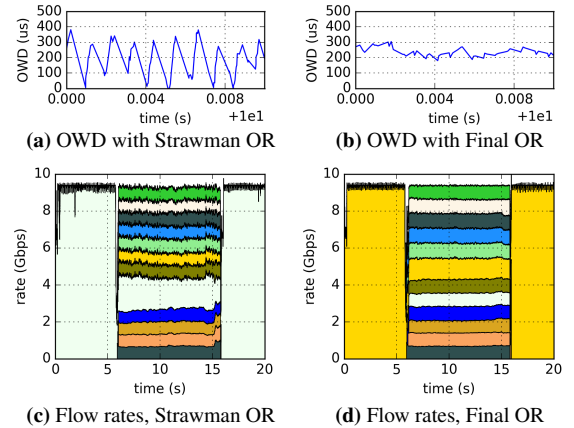 500
400
300
200
100
0
OWD (us)
0.000 0.004 0.008
+1e1
time (s)
(a) OWD with Strawman OR
500
400
300
200
100
0
OWD (us)
0.000 0.004 0.008
+1e1
time (s)
(b) OWD with Final OR
10
8
6
4
2
0
rate (Gbps)
0 5 10 15 20
time (s)
(c) Flow rates, Strawman OR
10
8
6
4
2
0
rate (Gbps)
0 5 10 15 20
time (s)
(d) Flow rates, Final OR